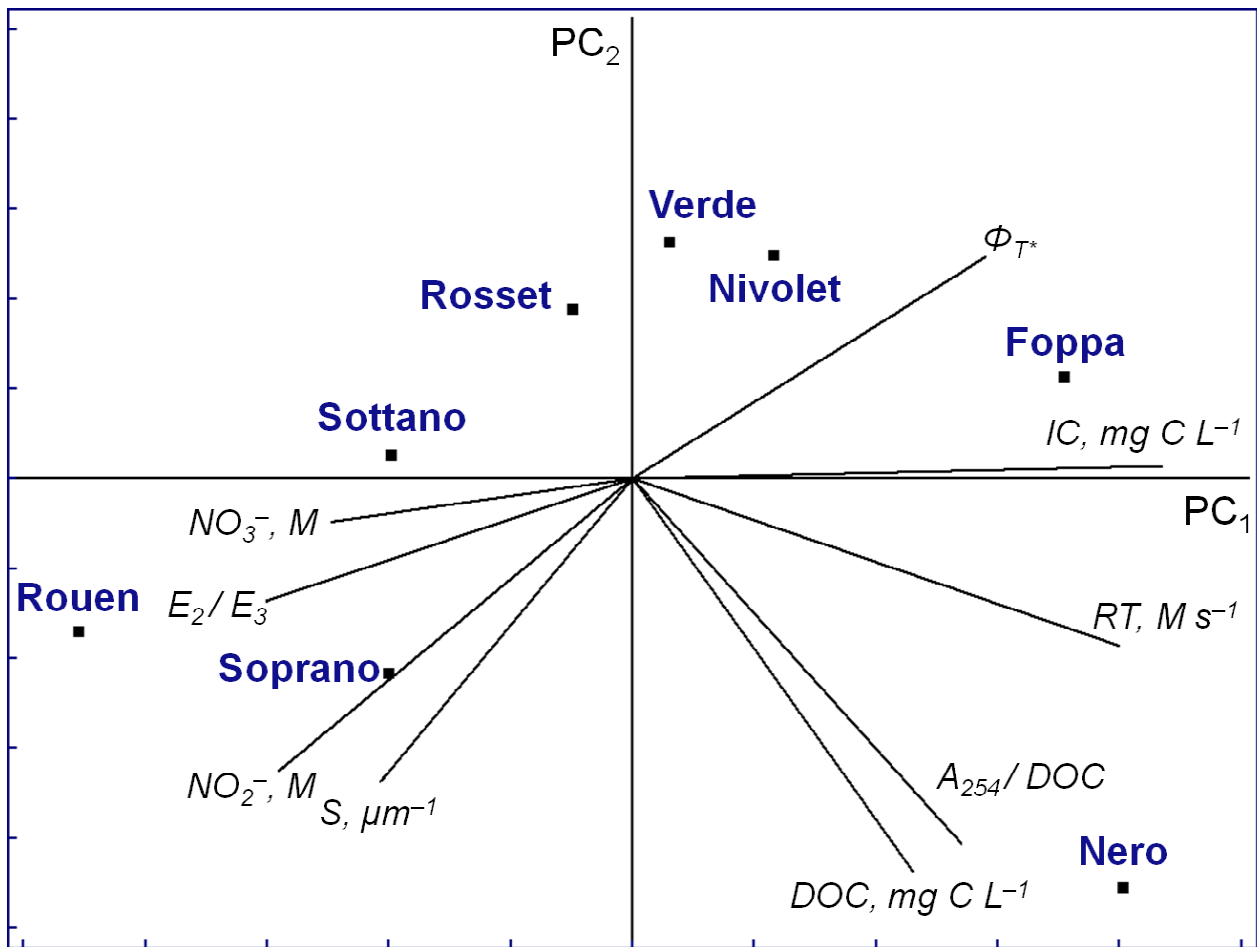 PC₂
Verde
Φ_T*
Nivolet
Rosset
Foppa
Sottano
IC, mg C L⁻¹
NO₃⁻, M
PC₁
Rouen
E₂ / E₃
RT, M s⁻¹
Soprano
NO₂⁻, M
S, μm⁻¹
A₂₅₄ / DOC
Nero
DOC, mg C L⁻¹